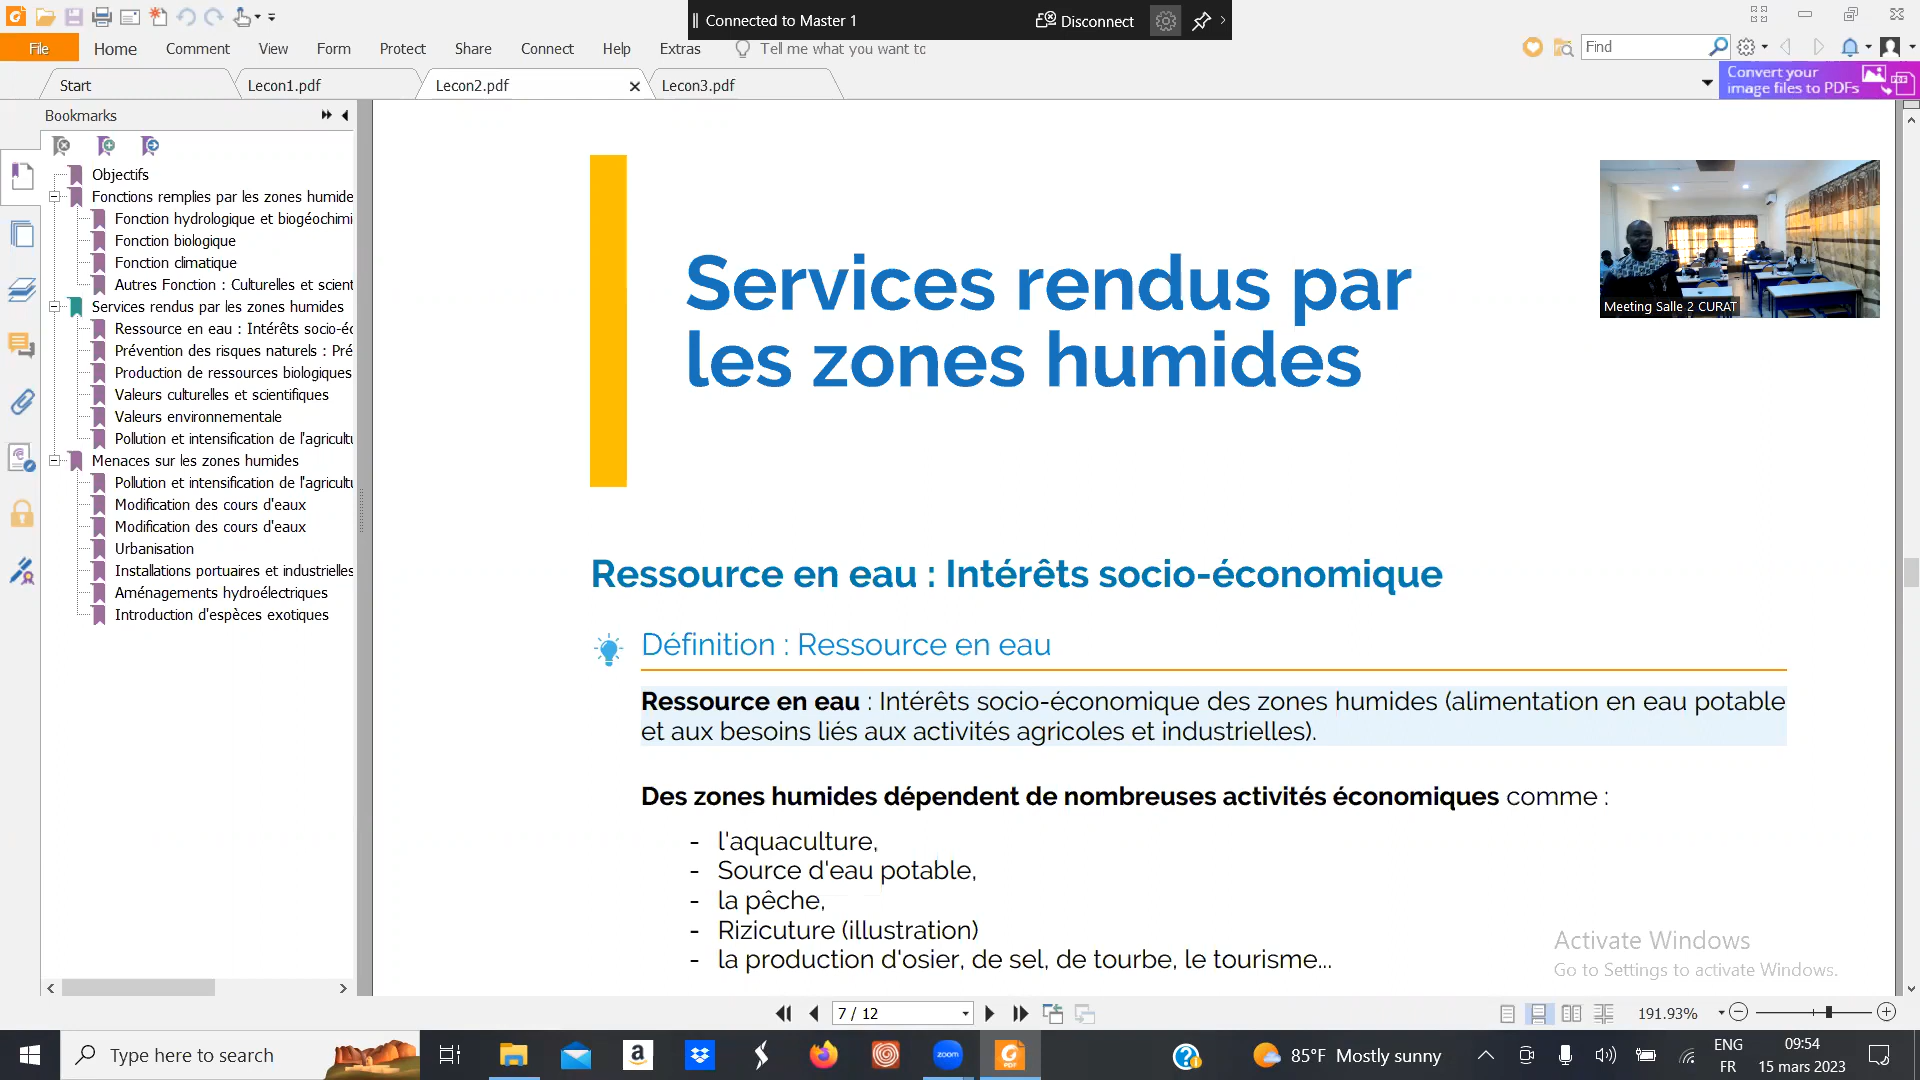 Connected to Master 1
Disconnect
File
Home
Comment
View
Form
Protect
Share
Connect
Help
Extras
Tell me what you want to
Find
Start
Lecon1.pdf
Lecon2.pdf
Lecon3.pdf
Convert your
image files to PDFs
Bookmarks
Objectifs
Fonctions remplies par les zones humide
Fonction hydrologique et biogéochimi
Fonction biologique
Fonction climatique
Autres Fonction : Culturelles et scient
Services rendus par les zones humides
Ressource en eau : Intérêts socio-éc
Prévention des risques naturels : Pré
Production de ressources biologiques
Valeurs culturelles et scientifiques
Valeurs environnementale
Pollution et intensification de l'agricultu
Menaces sur les zones humides
Pollution et intensification de l'agricultu
Modification des cours d'eaux
Modification des cours d'eaux
Urbanisation
Installations portuaires et industrielles
Aménagements hydroélectriques
Introduction d'espèces exotiques
Services rendus par
les zones humides
Meeting Salle 2 CURAT
Ressource en eau : Intérêts socio-économique
Définition : Ressource en eau
Ressource en eau : Intérêts socio-économique des zones humides (alimentation en eau potable
et aux besoins liés aux activités agricoles et industrielles).
Des zones humides dépendent de nombreuses activités économiques comme :
- l'aquaculture,
- Source d'eau potable,
- la pêche,
- Rizicuture (illustration)
- la production d'osier, de sel, de tourbe, le tourisme...
Activate Windows
Go to Settings to activate Windows.
7 / 12
191.93%
Type here to search
zoom
PDF
85°F Mostly sunny
ENG
FR
09:54
15 mars 2023